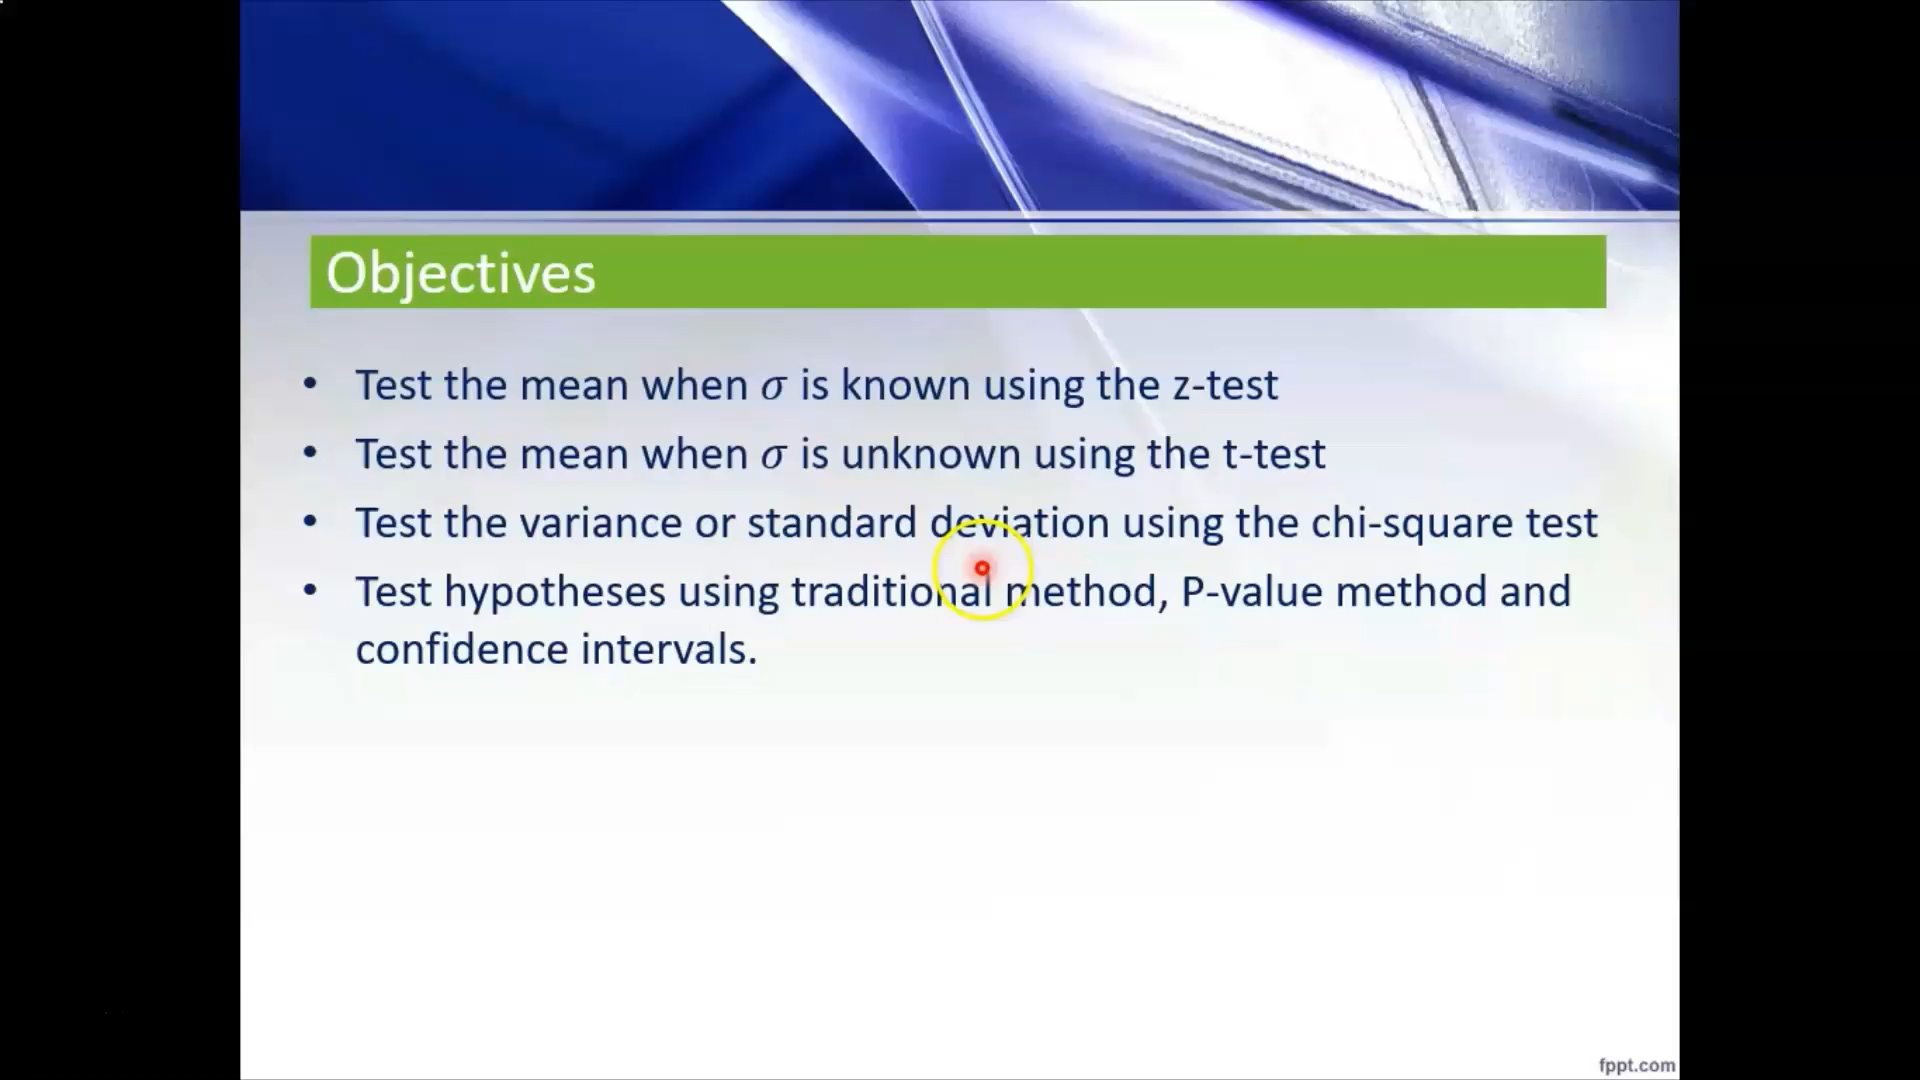 Objectives
• Test the mean when σ is known using the z-test
• Test the mean when σ is unknown using the t-test
• Test the variance or standard deviation using the chi-square test
• Test hypotheses using traditional method, P-value method and
confidence intervals.
fppt.com